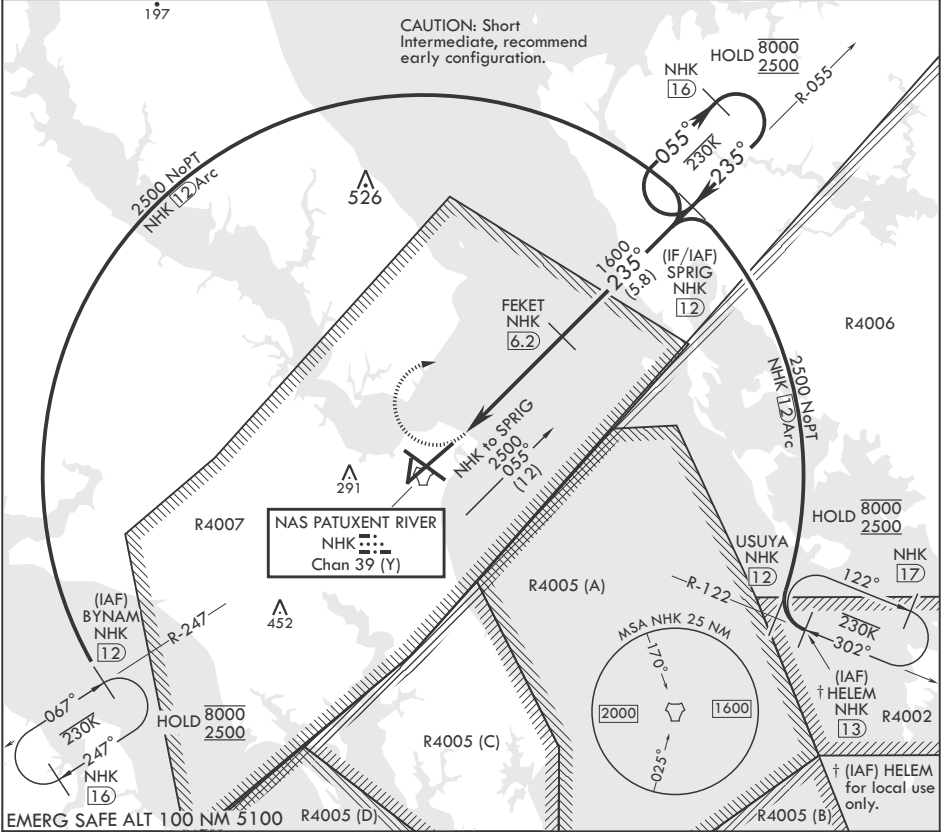 197
CAUTION: Short
Intermediate, recommend
early configuration.
HOLD 8000
2500
NHK
16
R-055
055°
230K
235°
2500 NoPT
NHK 12 Arc
526
1600
235°
(5.8)
(IF/IAF)
SPRIG
NHK
12
FEKET
NHK
6.2
R4006
2500 NoPT
NHK 12 Arc
NHK to SPRIG
2500
055°
(12)
291
R4007
NAS PATUXENT RIVER
NHK
Chan 39 (Y)
HOLD 8000
2500
USUYA
NHK
12
NHK
17
R4005 (A)
R-122
122°
230K
302°
(IAF)
BYNAM
NHK
12
R-247
452
MSA NHK 25 NM
170°
2000
1600
025°
(IAF)
† HELEM
NHK
13
R4002
067°
230K
247°
HOLD 8000
2500
NHK
16
R4005 (C)
† (IAF) HELEM
for local use
only.
EMERG SAFE ALT 100 NM 5100
R4005 (D)
R4005 (B)